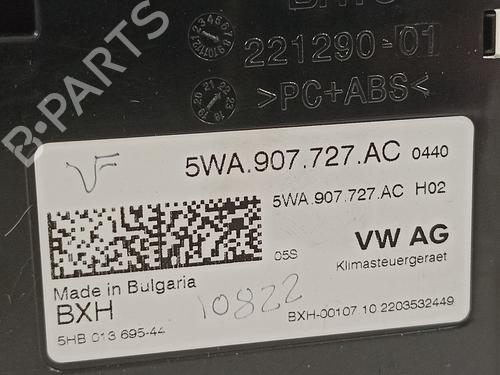 221290-01
>PC+ABS<
5WA.907.727.AC 0440
5WA.907.727.AC H02
05S
VW AG
Klimasteuergeraet
Made in Bulgaria
BXH
10822
5HB 013 695-44
BXH-00107 10 2203532449
B-PARTS